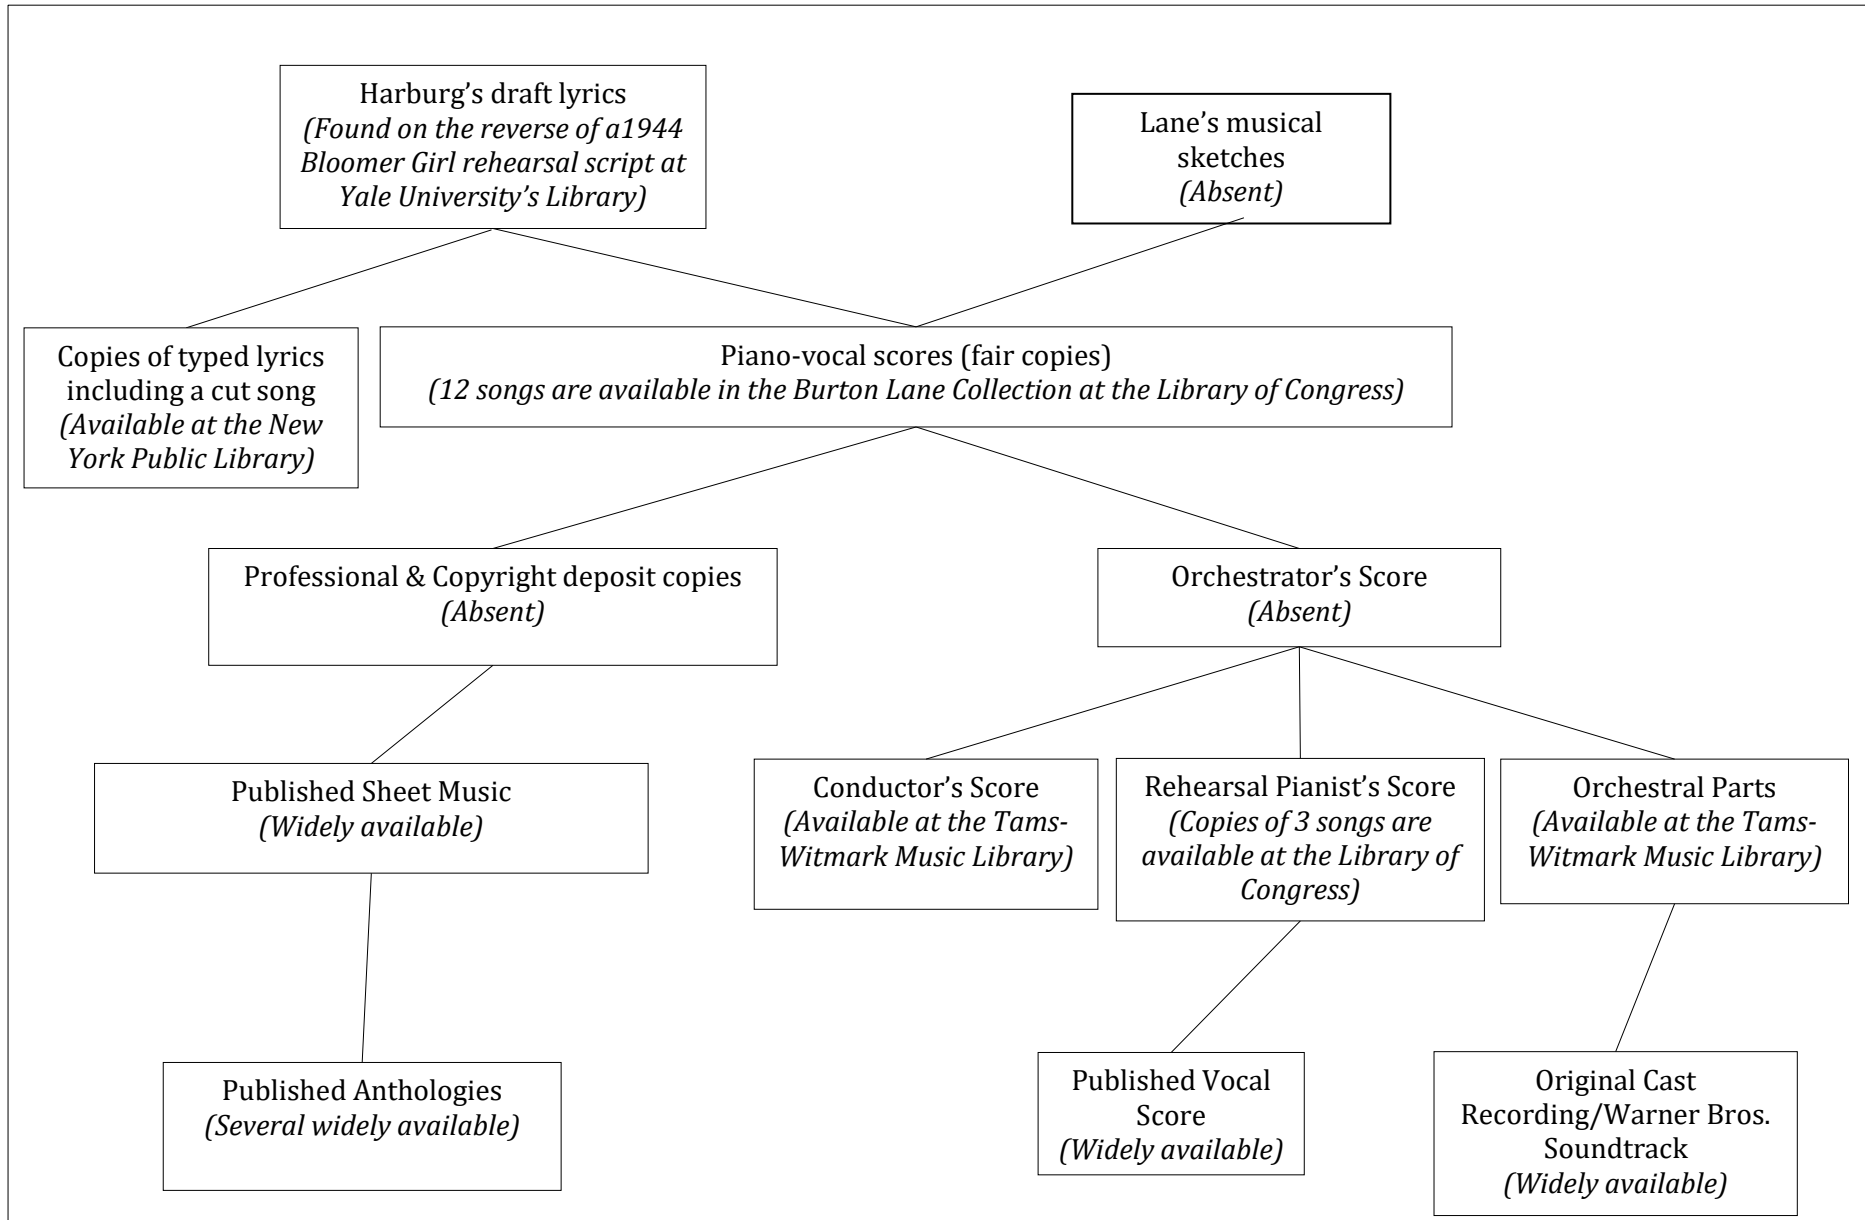 Harburg’s draft lyrics
(Found on the reverse of a1944
Bloomer Girl rehearsal script at
Yale University’s Library)
Lane’s musical
sketches
(Absent)
Copies of typed lyrics
including a cut song
(Available at the New
York Public Library)
Piano-vocal scores (fair copies)
(12 songs are available in the Burton Lane Collection at the Library of Congress)
Professional & Copyright deposit copies
(Absent)
Orchestrator’s Score
(Absent)
Published Sheet Music
(Widely available)
Conductor’s Score
(Available at the Tams-
Witmark Music Library)
Rehearsal Pianist’s Score
(Copies of 3 songs are
available at the Library of
Congress)
Orchestral Parts
(Available at the Tams-
Witmark Music Library)
Published Anthologies
(Several widely available)
Published Vocal
Score
(Widely available)
Original Cast
Recording/Warner Bros.
Soundtrack
(Widely available)